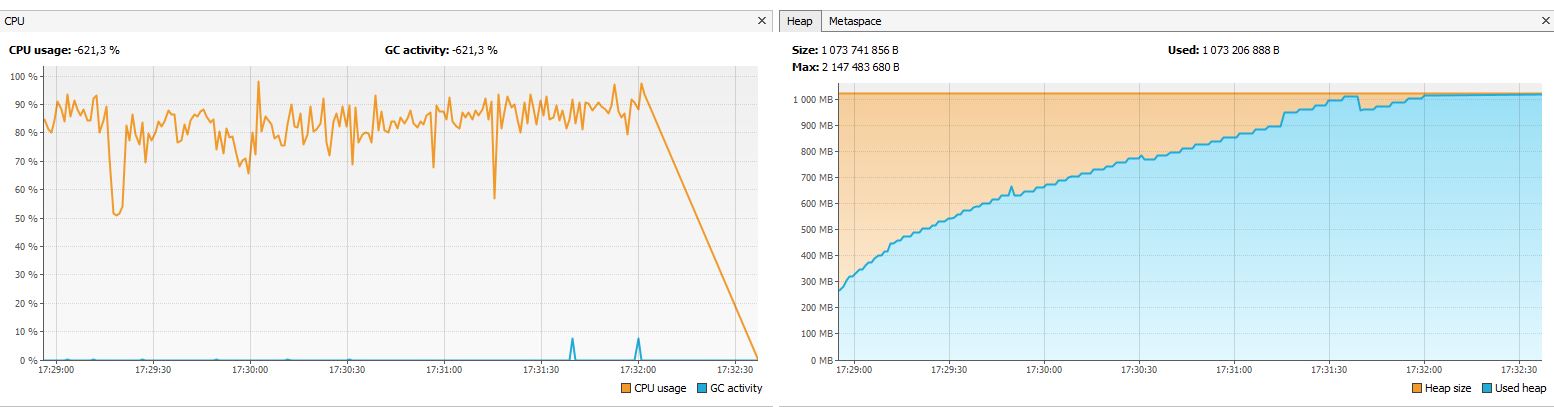 CPU
CPU usage: -621,3 %
GC activity: -621,3 %
100 %
90 %
80 %
70 %
60 %
50 %
40 %
30 %
20 %
10 %
0 %
17:29:00 17:29:30 17:30:00 17:30:30 17:31:00 17:31:30 17:32:00 17:32:30
CPU usage GC activity
Heap Metaspace
Size: 1 073 741 856 B
Used: 1 073 206 888 B
Max: 2 147 483 680 B
1 000 MB
900 MB
800 MB
700 MB
600 MB
500 MB
400 MB
300 MB
200 MB
100 MB
0 MB
17:29:00 17:29:30 17:30:00 17:30:30 17:31:00 17:31:30 17:32:00 17:32:30
Heap size Used heap